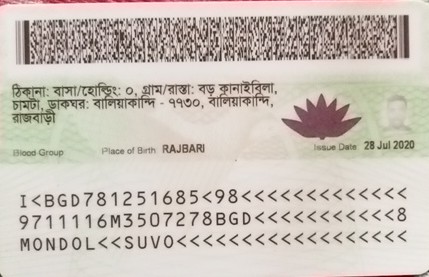 ঠিকানা: বাসা/হোল্ডিং: ০, গ্রাম/রাস্তা: বড় কানাইবিলা,
চামটা, ডাকঘর: বালিয়াকান্দি - ৭৭৩০, বালিয়াকান্দি,
রাজবাড়ী
Blood Group Place of Birth RAJBARI Issue Date 28 Jul 2020
I<BGD781251685<98<<<<<<<<<<<<<
9711116M3507278BGD<<<<<<<<<<<8
MONDOL<<SUVO<<<<<<<<<<<<<<<<<<